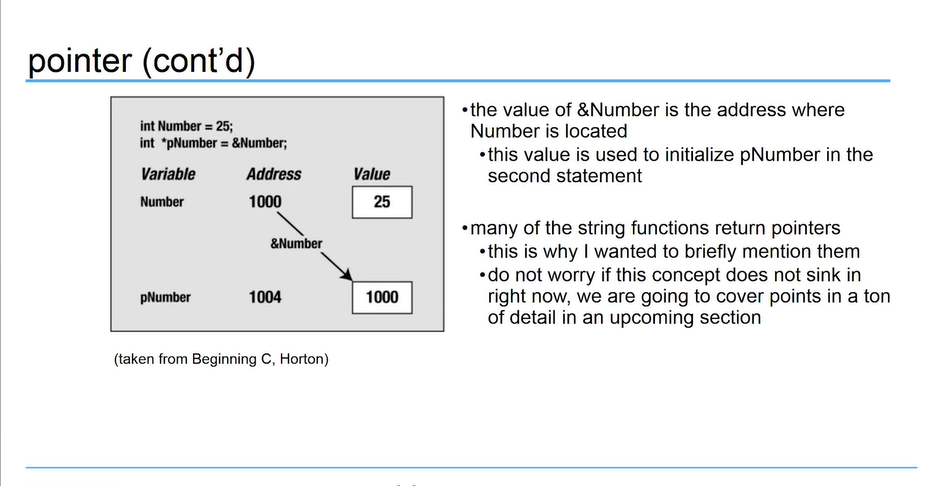 pointer (cont'd)
int Number = 25;
int *pNumber = &Number;
Variable Address Value
Number 1000 25
&Number
pNumber 1004 1000
(taken from Beginning C, Horton)
•the value of &Number is the address where
Number is located
•this value is used to initialize pNumber in the
second statement
•many of the string functions return pointers
•this is why I wanted to briefly mention them
•do not worry if this concept does not sink in
right now, we are going to cover points in a ton
of detail in an upcoming section